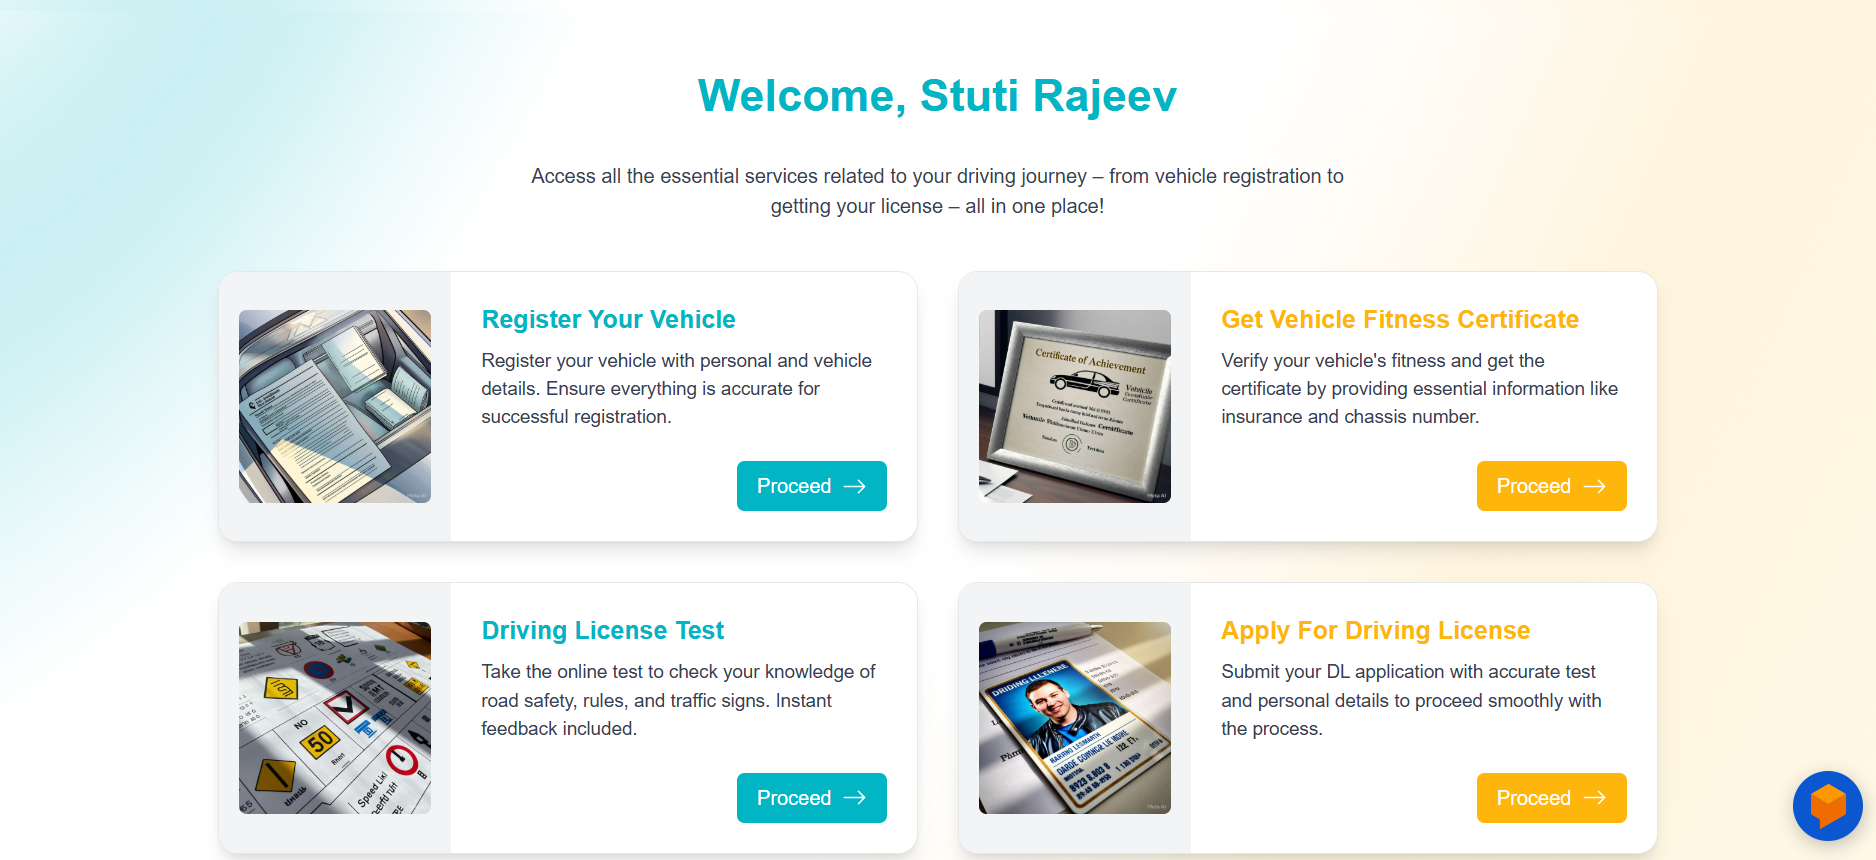 Welcome, Stuti Rajeev
Access all the essential services related to your driving journey – from vehicle registration to
getting your license – all in one place!
Register Your Vehicle
Register your vehicle with personal and vehicle
details. Ensure everything is accurate for
successful registration.
Proceed
Meta AI
Get Vehicle Fitness Certificate
Verify your vehicle's fitness and get the
certificate by providing essential information like
insurance and chassis number.
Proceed
Certificate of Achievement
Meta AI
Driving License Test
Take the online test to check your knowledge of
road safety, rules, and traffic signs. Instant
feedback included.
Proceed
NO
50
Apply For Driving License
Submit your DL application with accurate test
and personal details to proceed smoothly with
the process.
Proceed
DRIDING LLLENERE
Meta AI